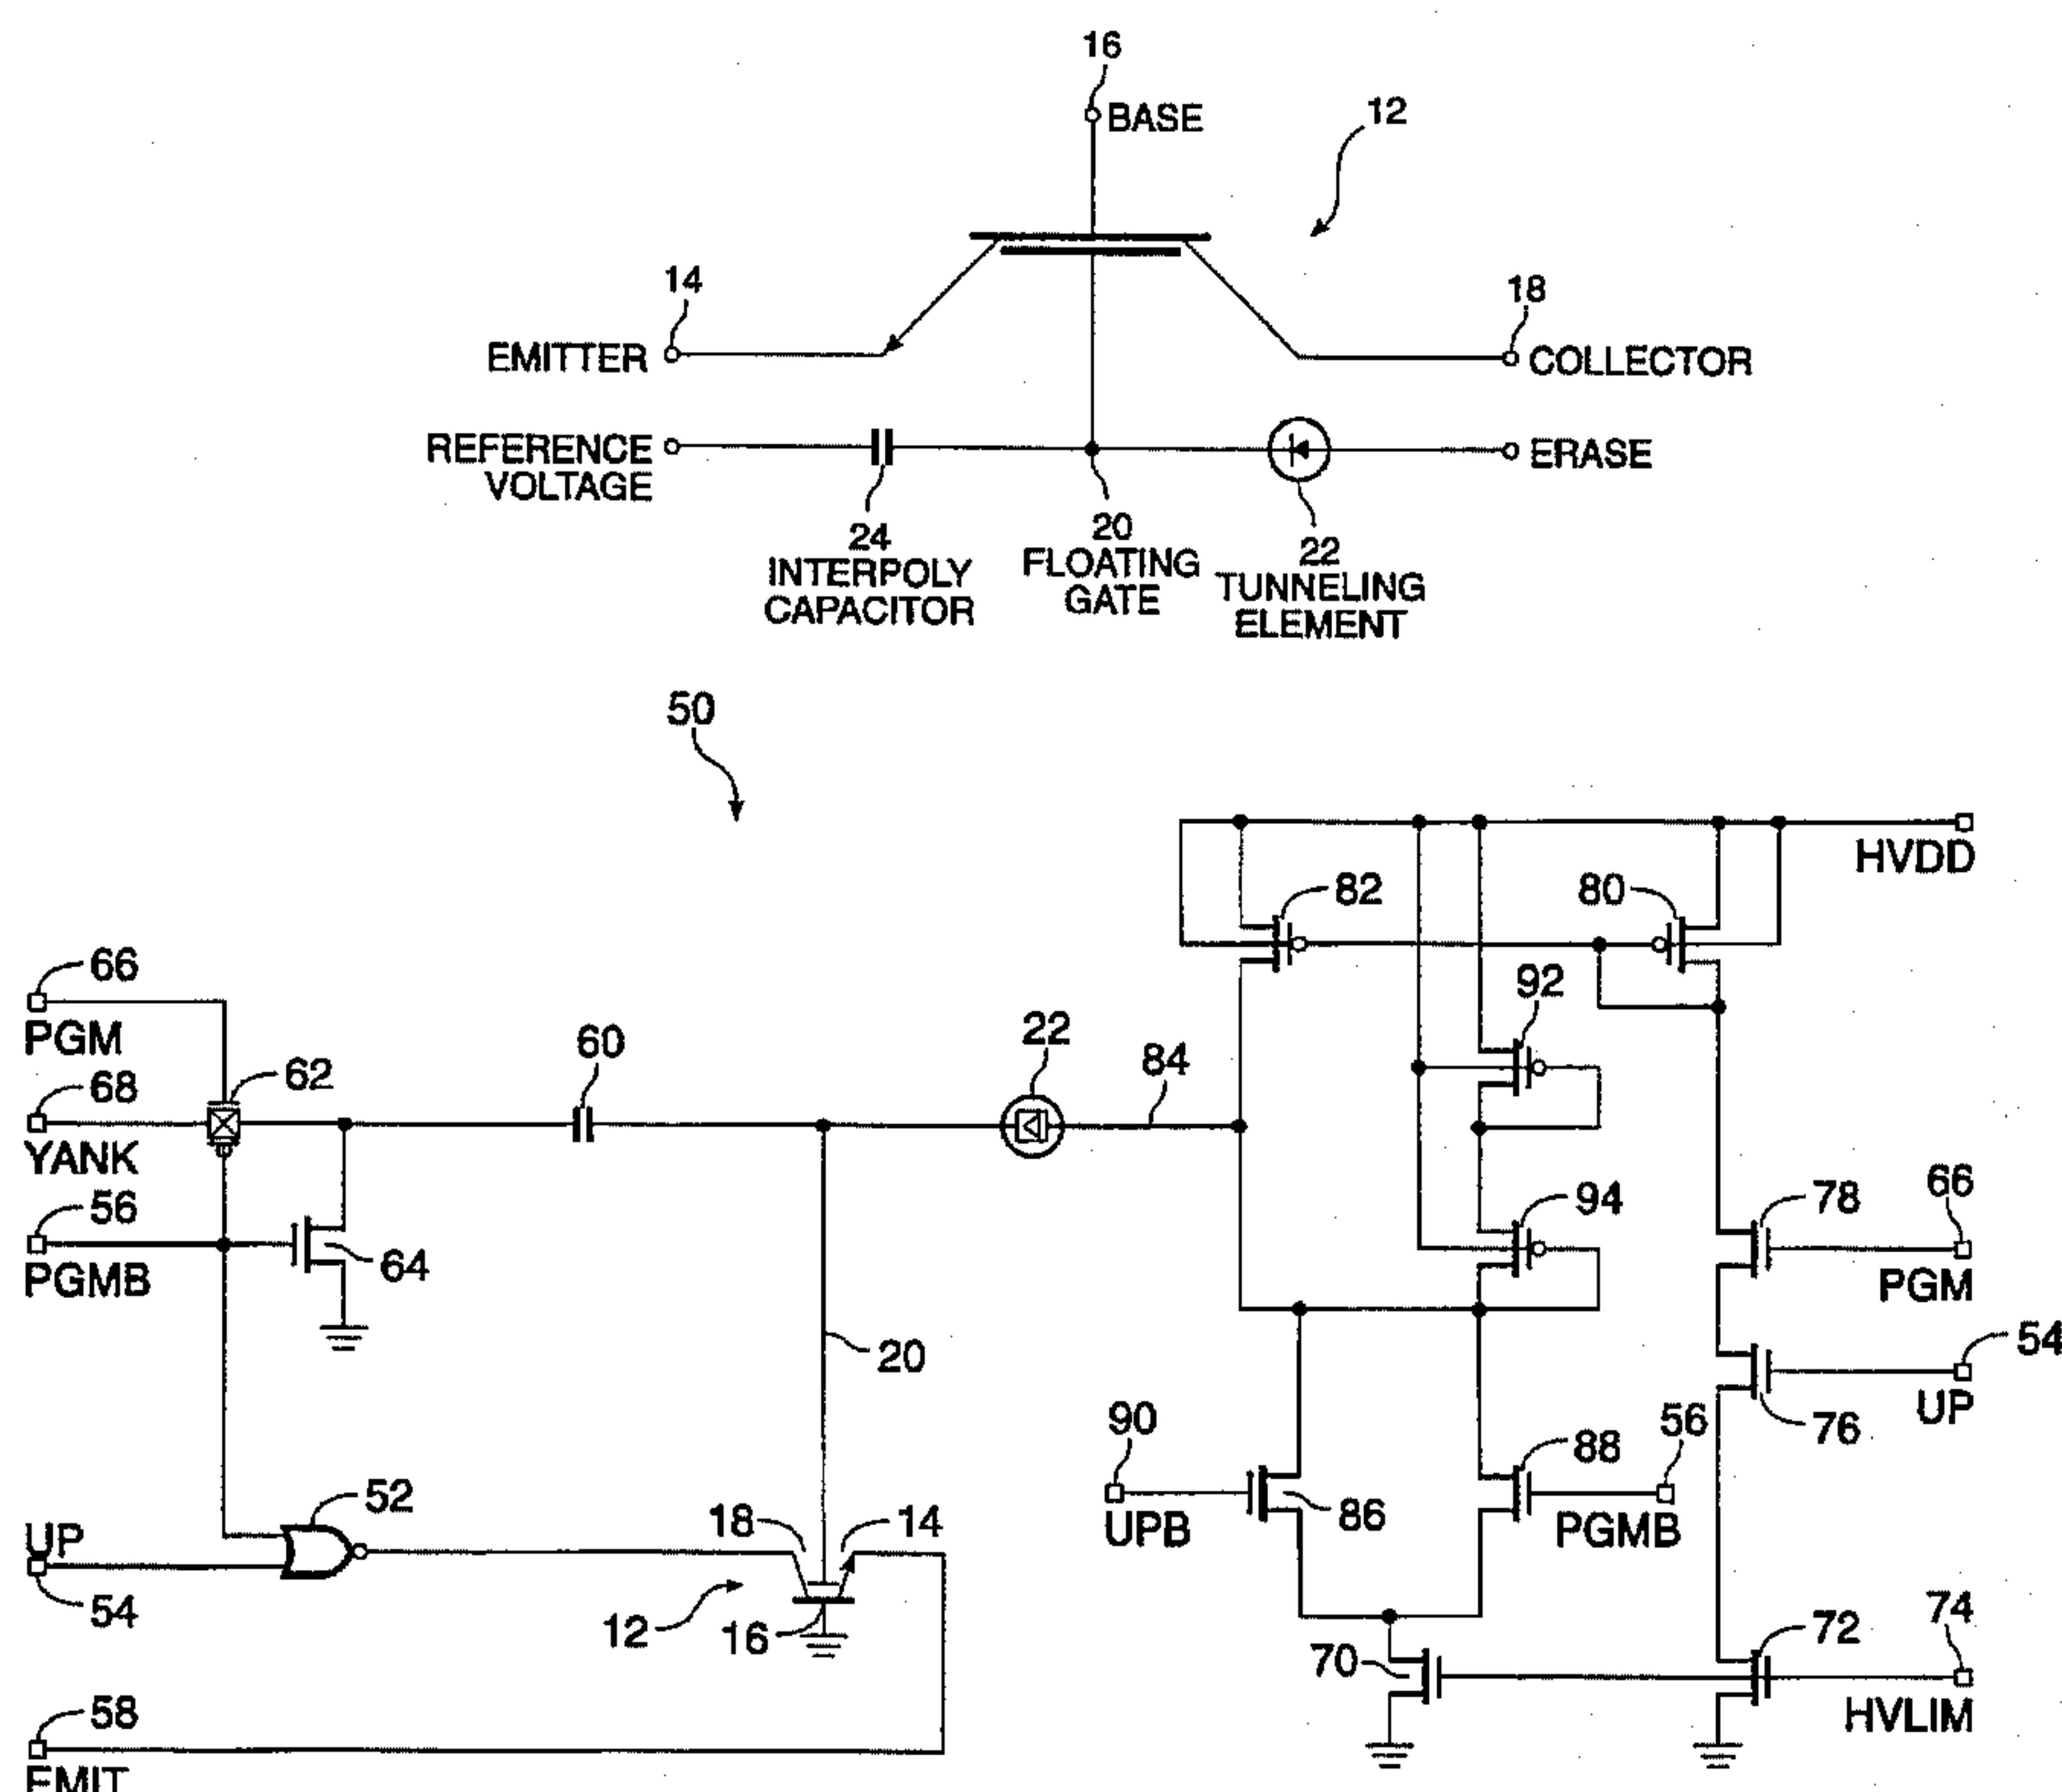 16
BASE
12
14
18
EMITTER
COLLECTOR
REFERENCE
VOLTAGE
ERASE
24
INTERPOLY
CAPACITOR
20
FLOATING
GATE
22
TUNNELING
ELEMENT
50
HVDD
82
80
92
66
PGM
62
60
22
84
68
YANK
56
PGMB
64
94
78
66
PGM
20
54
UP
76
90
UPB
86
88
56
PGMB
52
18
14
UP
54
12
16
70
72
74
HVLIM
58
EMIT